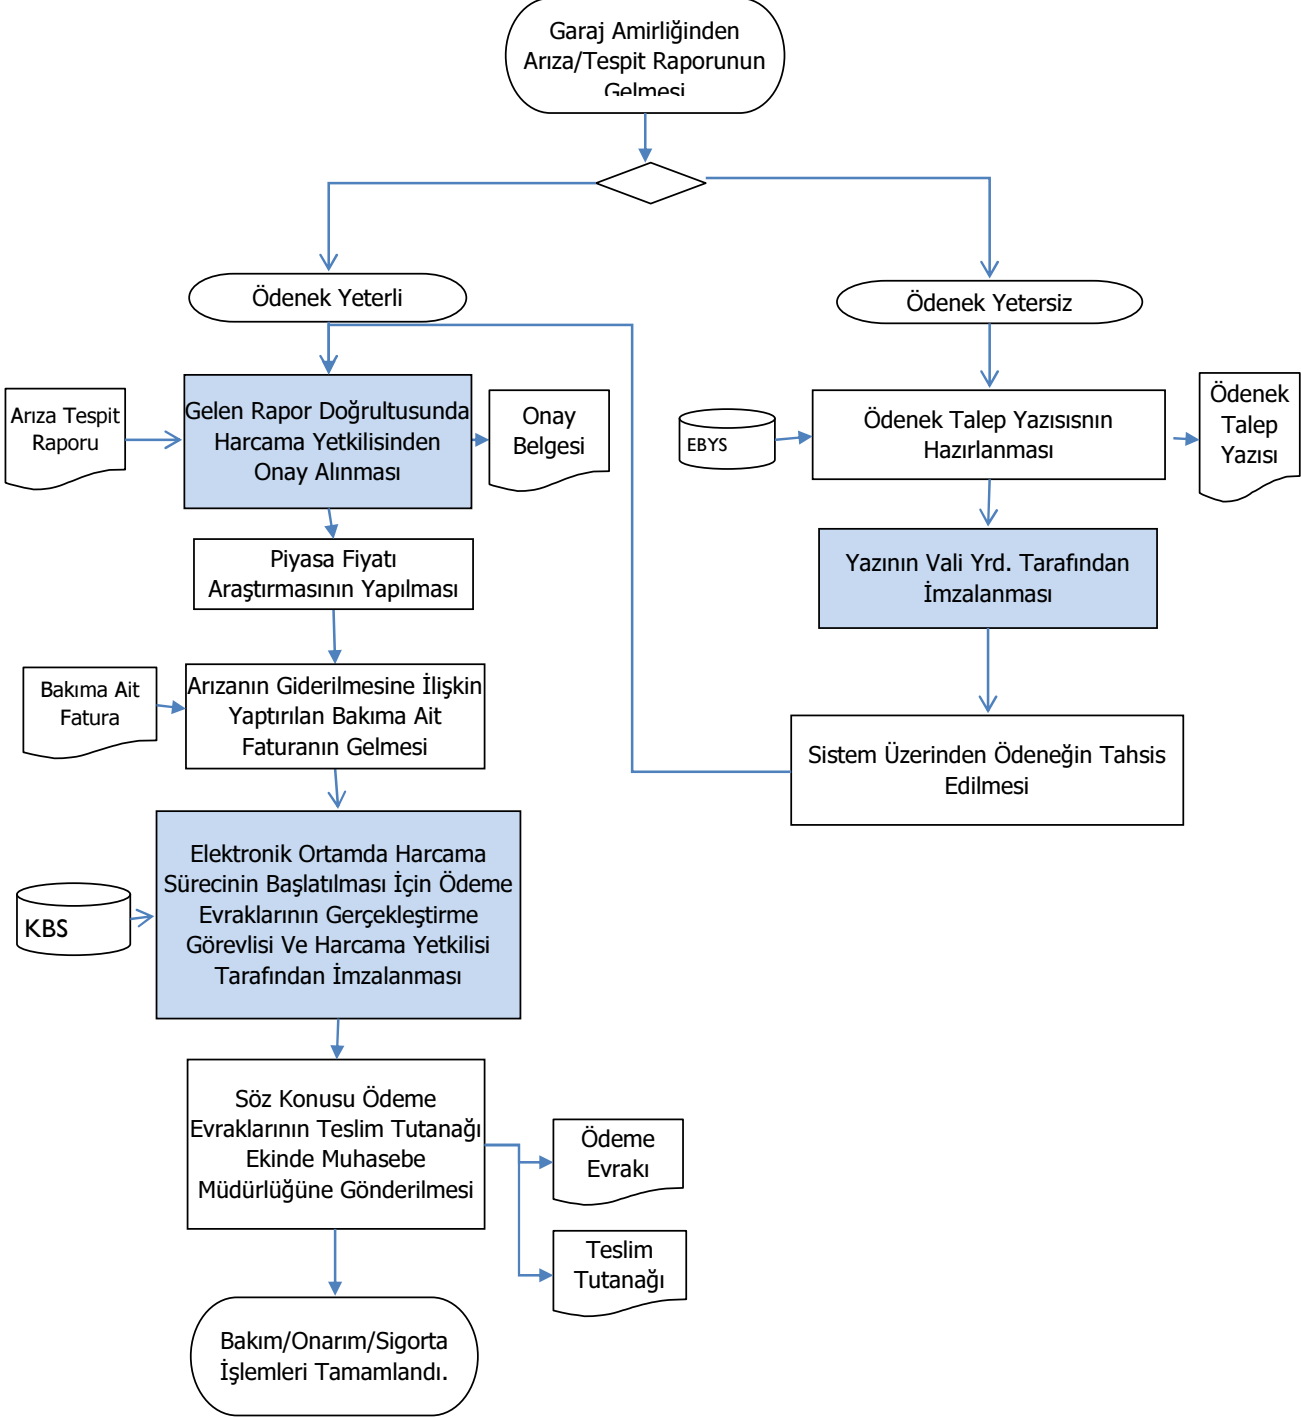 Garaj Amirliğinden
Arıza/Tespit Raporunun
Gelmesi
Ödenek Yeterli
Ödenek Yetersiz
Arıza Tespit
Raporu
Gelen Rapor Doğrultusunda
Harcama Yetkilisinden
Onay Alınması
Onay
Belgesi
EBYS
Ödenek Talep Yazısısnnın
Hazırlanması
Ödenek
Talep
Yazısı
Piyasa Fiyatı
Araştırmasının Yapılması
Yazının Vali Yrd. Tarafından
İmzalanması
Bakıma Ait
Fatura
Arızanın Giderilmesine İlişkin
Yaptırılan Bakıma Ait
Faturanın Gelmesi
Sistem Üzerinden Ödeneğin Tahsis
Edilmesi
KBS
Elektronik Ortamda Harcama
Sürecinin Başlatılması İçin Ödeme
Evraklarının Gerçekleştirme
Görevlisi Ve Harcama Yetkilisi
Tarafından İmzalanması
Söz Konusu Ödeme
Evraklarının Teslim Tutanağı
Ekinde Muhasebe
Müdürlüğüne Gönderilmesi
Ödeme
Evrakı
Teslim
Tutanağı
Bakım/Onarım/Sigorta
İşlemleri Tamamlandı.